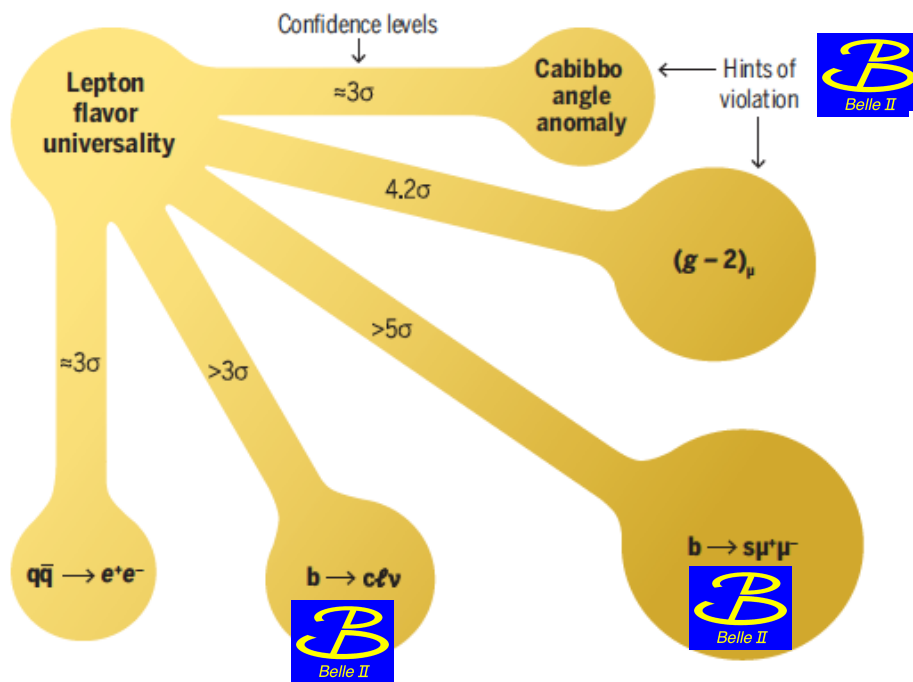 Confidence levels
Lepton
flavor
universality
≈3σ
Cabibbo
angle
anomaly
Hints of
violation
Belle II
4.2σ
(g − 2)μ
>5σ
≈3σ
>3σ
qq̄ → e⁺e⁻
b → cℓν
Belle II
b → sμ⁺μ⁻
Belle II